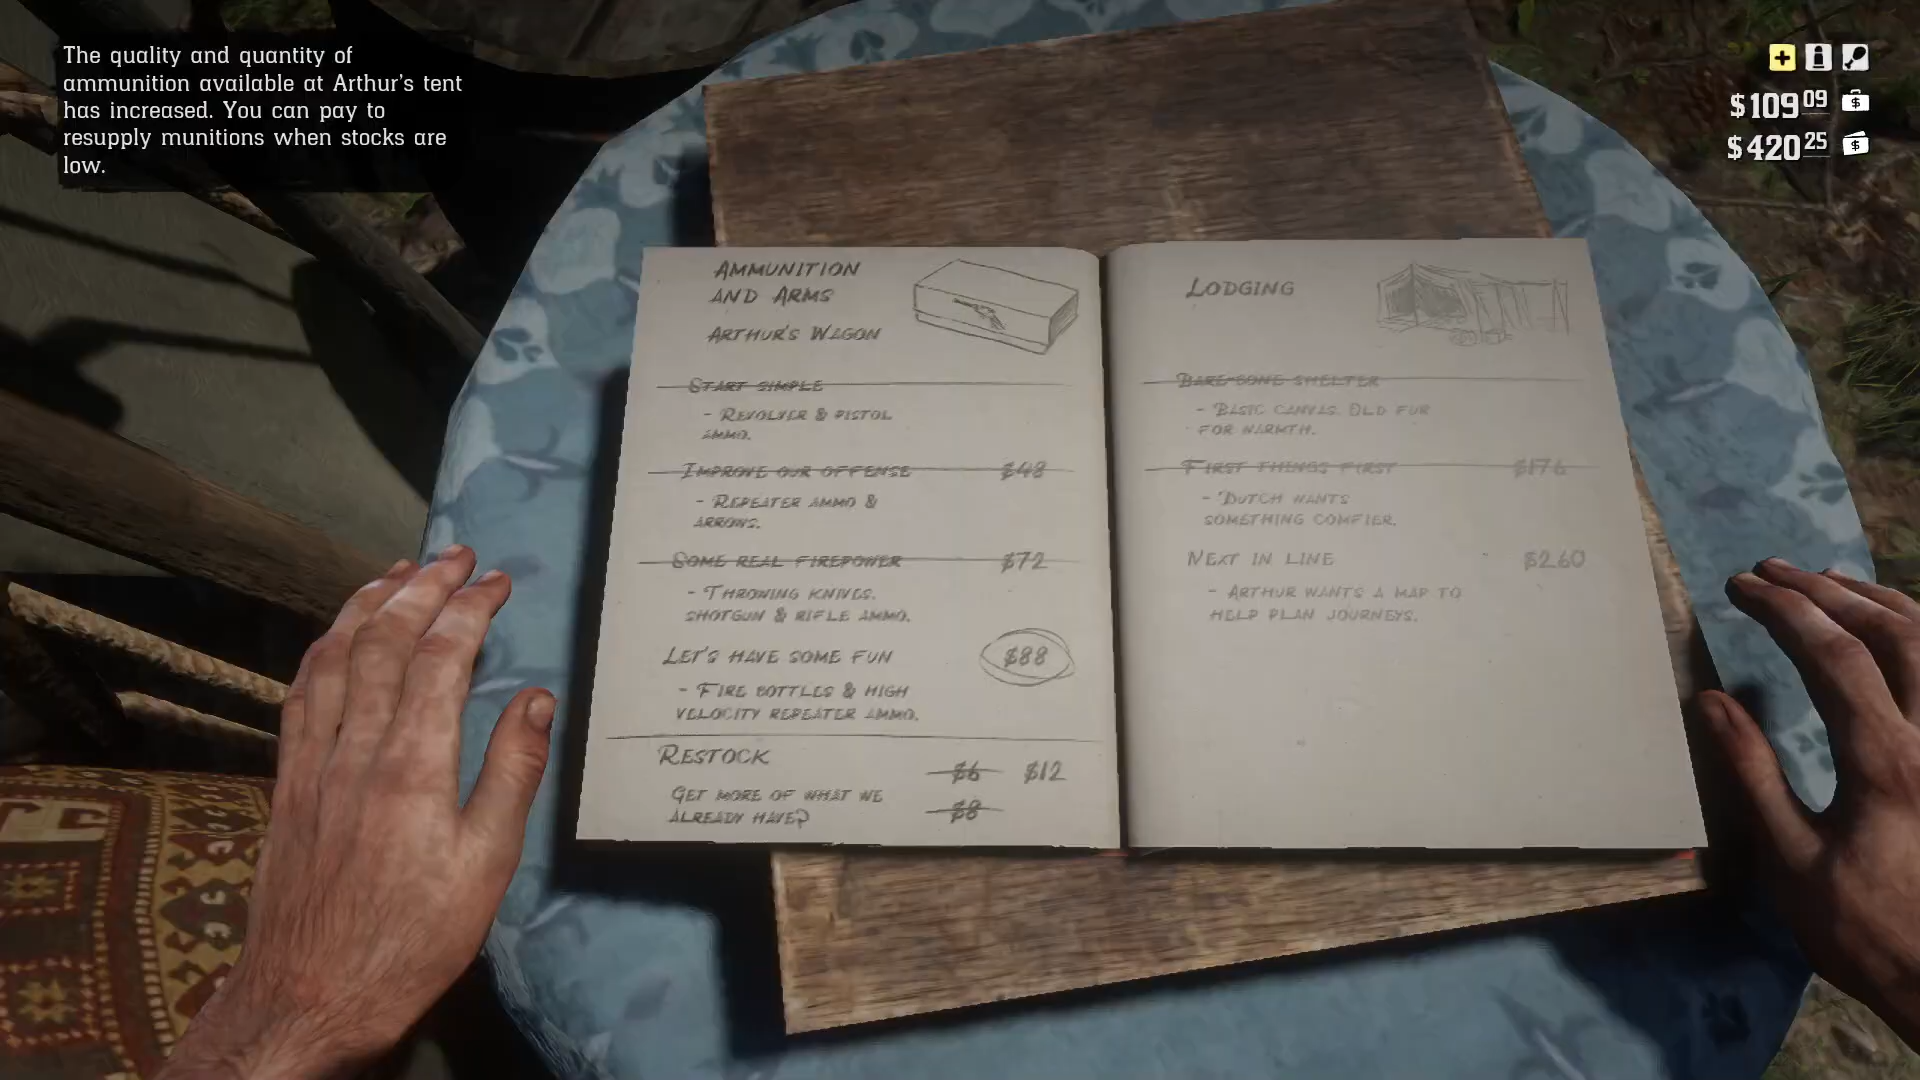 The quality and quantity of
ammunition available at Arthur's tent
has increased. You can pay to
resupply munitions when stocks are
low.
$109 09
$
$420 25
$
AMMUNITION
AND ARMS
ARTHUR'S WAGON
START SIMPLE
- REVOLVER & PISTOL
AMMO.
IMPROVE OUR OFFENSE $48
- REPEATER AMMO &
ARROWS.
SOME REAL FIREPOWER $72
- THROWING KNIVES.
SHOTGUN & RIFLE AMMO.
LET'S HAVE SOME FUN $88
- FIRE BOTTLES & HIGH
VELOCITY REPEATER AMMO.
RESTOCK
$6 $12
GET MORE OF WHAT WE
ALREADY HAVE?
$8
LODGING
BARE-BONE SHELTER
- BASIC CANVAS. OLD FUR
FOR WARMTH.
FIRST THINGS FIRST $176
- DUTCH WANTS
SOMETHING COMFIER.
NEXT IN LINE $260
- ARTHUR WANTS A MAP TO
HELP PLAN JOURNEYS.